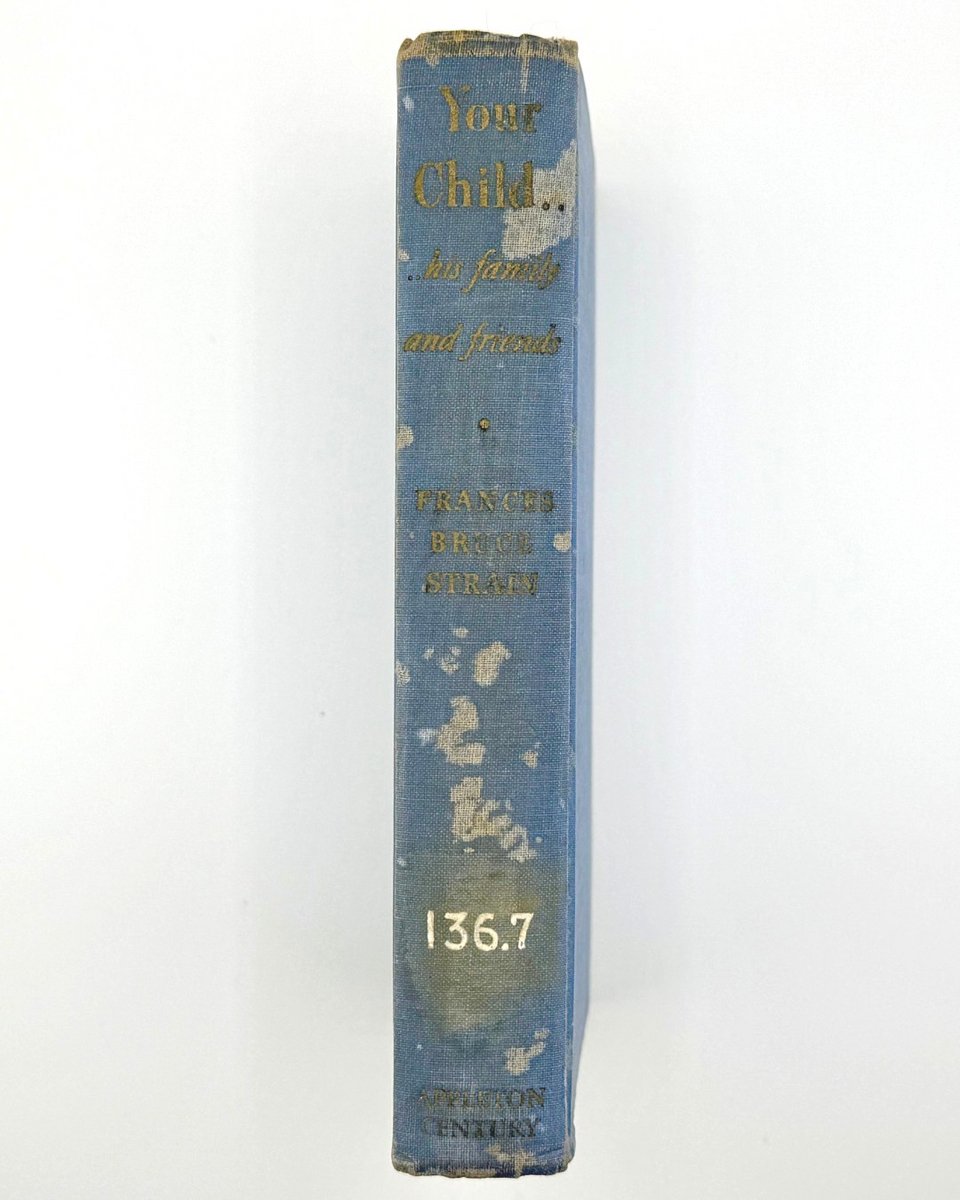 Your
Child..
..his family
and friends
FRANCES
BRUCE
STRAIN
136.7
APPLETON
CENTURY